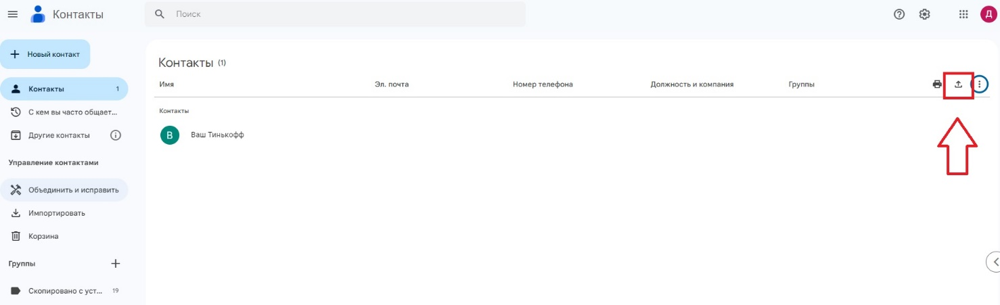 Контакты
Поиск
Д
Новый контакт
Контакты (1)
Имя Эл. почта Номер телефона Должность и компания Группы
Контакты 1
С кем вы часто общает...
Контакты
Другие контакты
В Ваш Тинькофф
Управление контактами
Объединить и исправить
Импортировать
Корзина
Группы
Скопировано с уст... 19